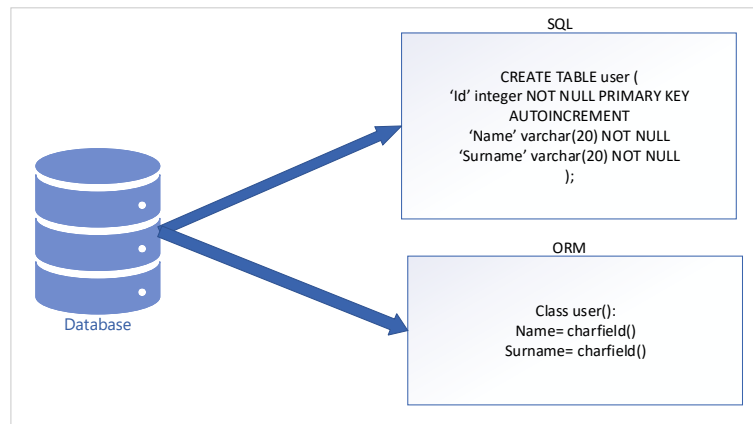 SQL
CREATE TABLE user (
‘Id’ integer NOT NULL PRIMARY KEY
AUTOINCREMENT
‘Name’ varchar(20) NOT NULL
‘Surname’ varchar(20) NOT NULL
);
Database
ORM
Class user():
Name= charfield()
Surname= charfield()